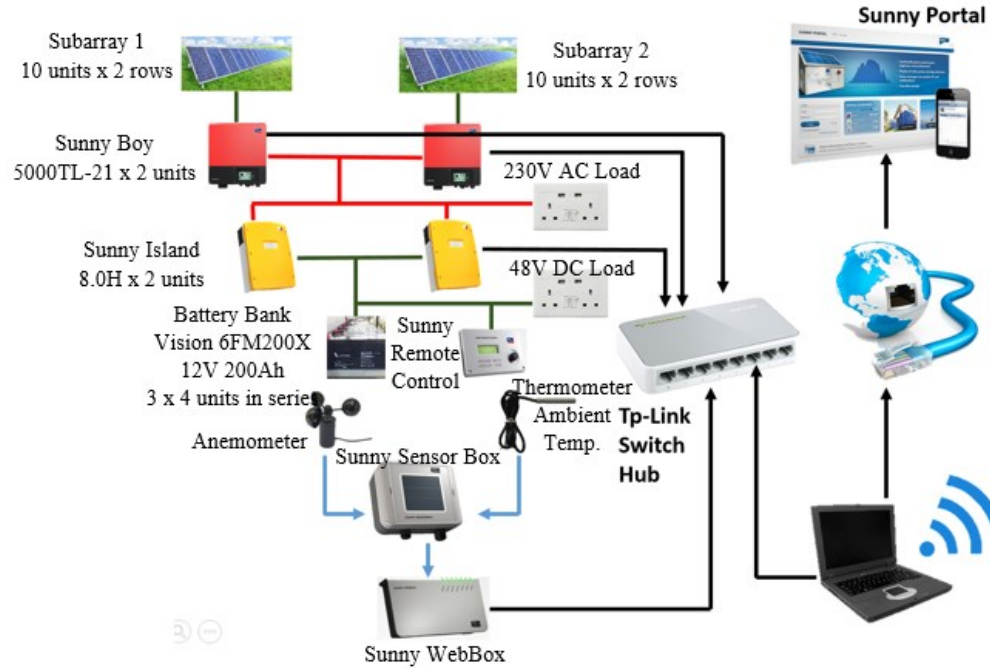 Sunny Portal
Subarray 1
10 units x 2 rows
Subarray 2
10 units x 2 rows
Sunny Boy
5000TL-21 x 2 units
230V AC Load
Sunny Island
8.0H x 2 units
48V DC Load
Battery Bank
Vision 6FM200X
12V 200Ah
3 x 4 units in series
Sunny
Remote
Control
Thermometer
Ambient
Temp.
Anemometer
Tp-Link
Switch
Hub
Sunny Sensor Box
Sunny WebBox